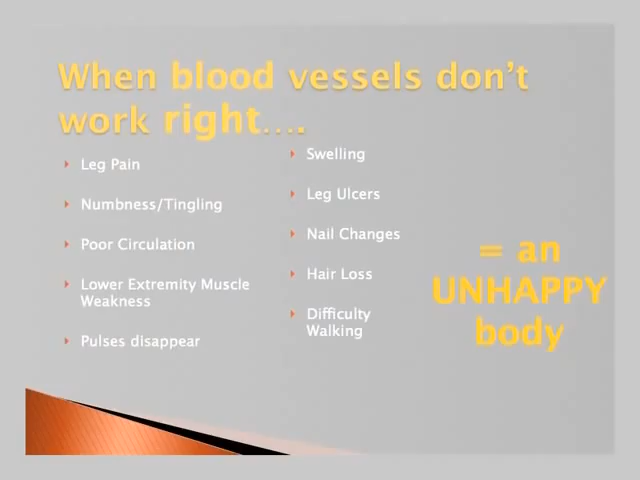 When blood vessels don't
work right….
Leg Pain
Numbness/Tingling
Poor Circulation
Lower Extremity Muscle
Weakness
Pulses disappear
Swelling
Leg Ulcers
Nail Changes
Hair Loss
Difficulty
Walking
= an
UNHAPPY
body